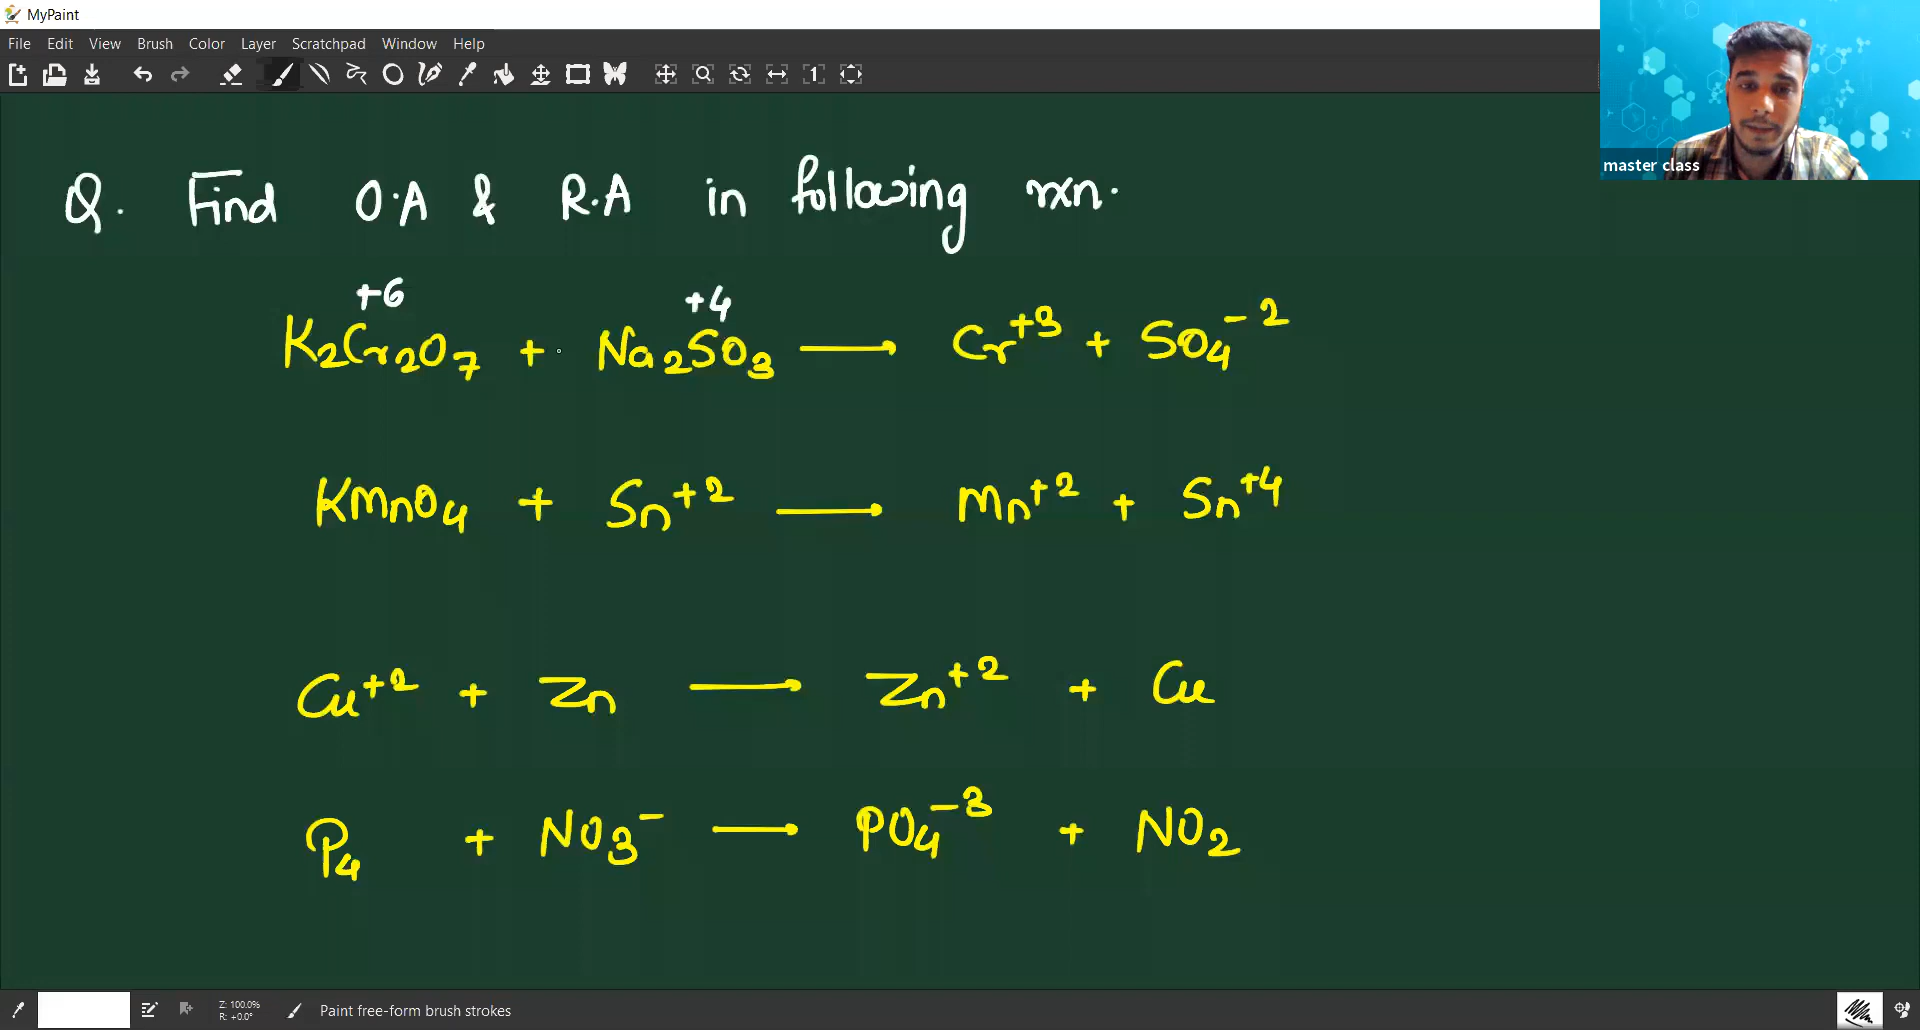 MyPaint
File Edit View Brush Color Layer Scratchpad Window Help
master class
Q. Find O.A & R.A in following rxn.
+6 +4
K2Cr2O7 + Na2SO3 ⟶ Cr⁺³ + SO4⁻²
KMnO4 + Sn⁺² ⟶ Mn⁺² + Sn⁺⁴
Cu⁺² + Zn ⟶ Zn⁺² + Cu
P4 + NO3⁻ ⟶ PO4⁻³ + NO2
Z: 100.0%
R: +0.0°
Paint free-form brush strokes